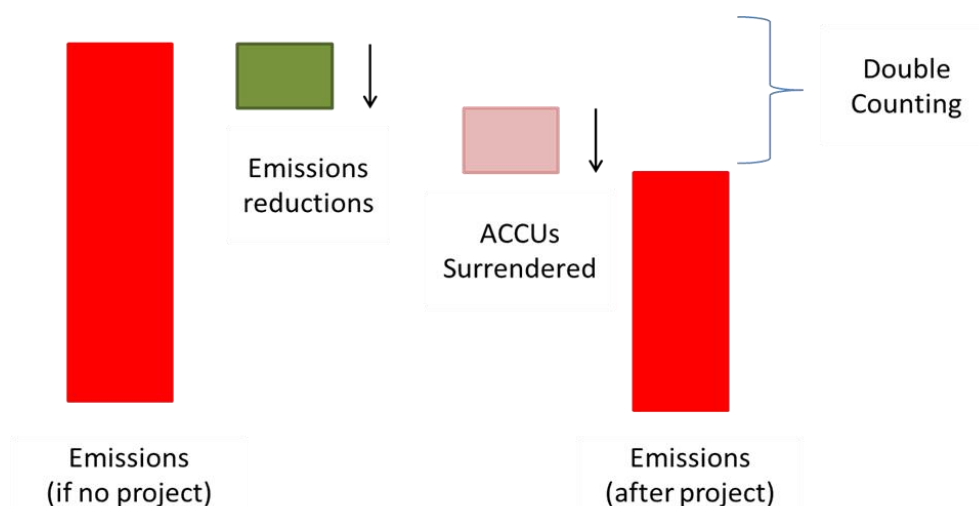 Double
Counting
Emissions
reductions
ACCUs
Surrendered
Emissions
(if no project)
Emissions
(after project)